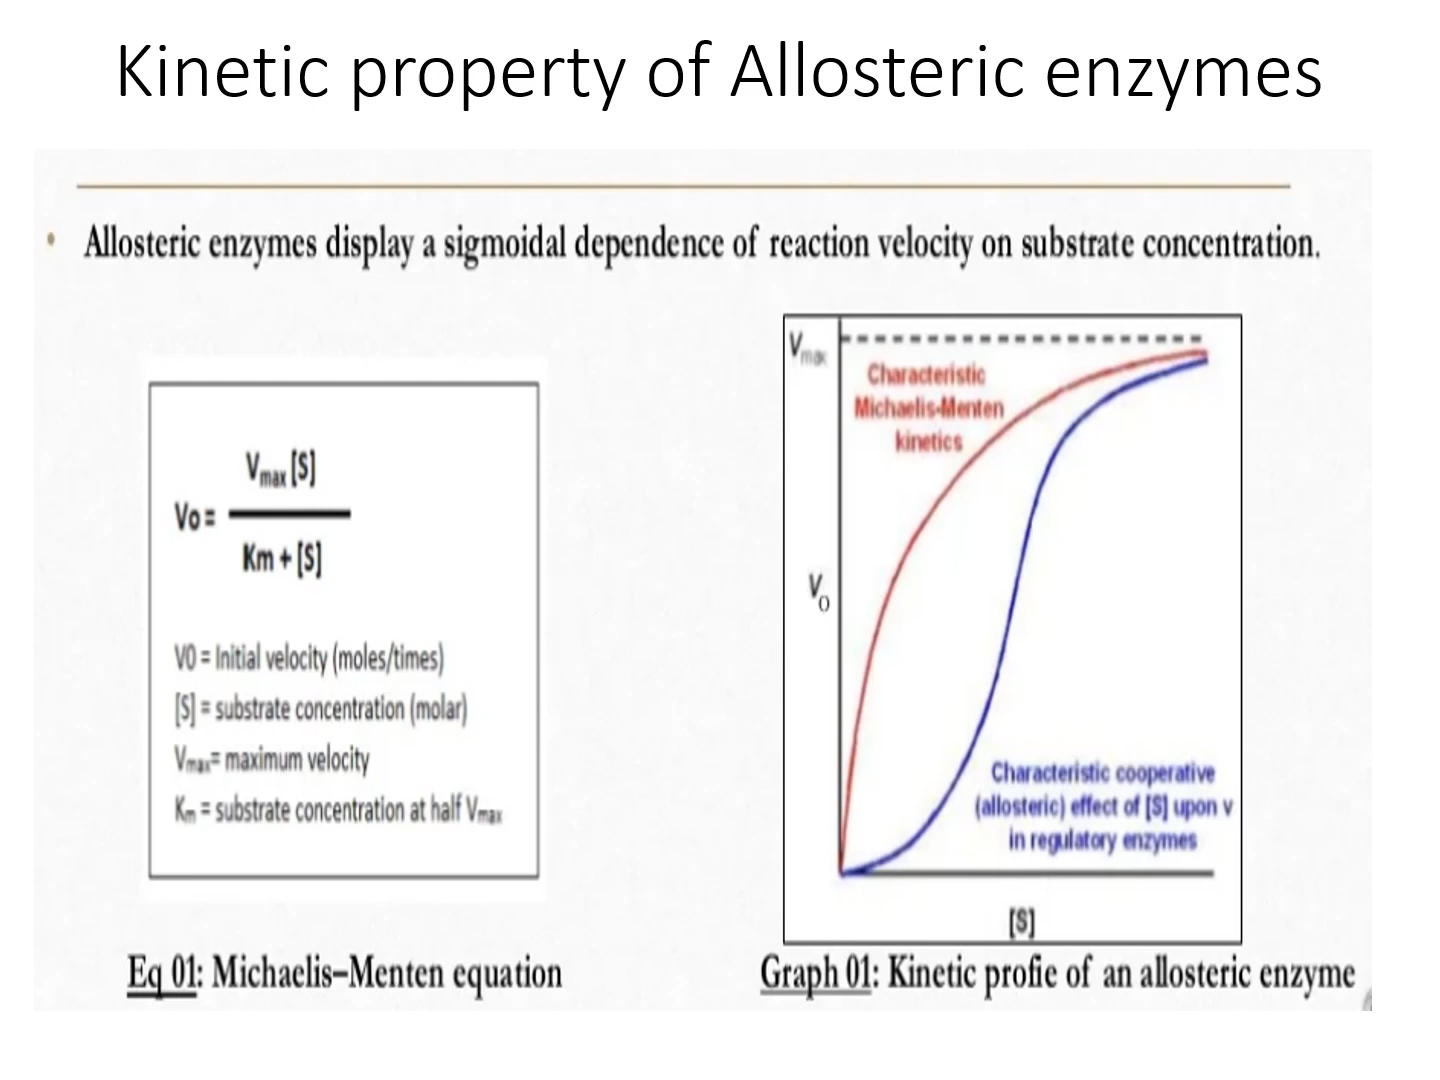 Kinetic property of Allosteric enzymes
• Allosteric enzymes display a sigmoidal dependence of reaction velocity on substrate concentration.
Vmax [S]
Vo =
Km + [S]
V0 = Initial velocity (moles/times)
[S] = substrate concentration (molar)
Vmax= maximum velocity
Km = substrate concentration at half Vmax
Eq 01: Michaelis–Menten equation
Vmax
Characteristic
Michaelis-Menten
kinetics
V0
Characteristic cooperative
(allosteric) effect of [S] upon v
in regulatory enzymes
[S]
Graph 01: Kinetic profie of an allosteric enzyme